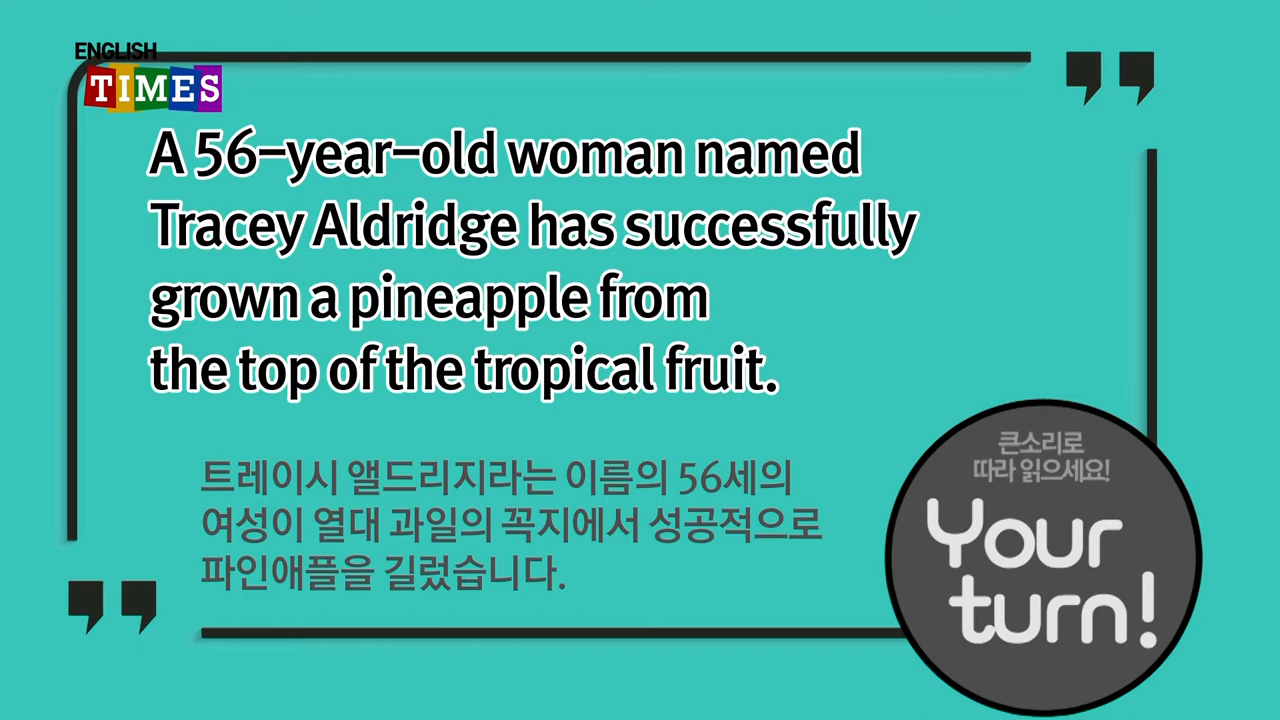 ENGLISH
TIMES
A 56-year-old woman named
Tracey Aldridge has successfully
grown a pineapple from
the top of the tropical fruit.
트레이시 앨드리지라는 이름의 56세의
여성이 열대 과일의 꼭지에서 성공적으로
파인애플을 길렀습니다.
큰소리로
따라 읽으세요!
Your
turn!